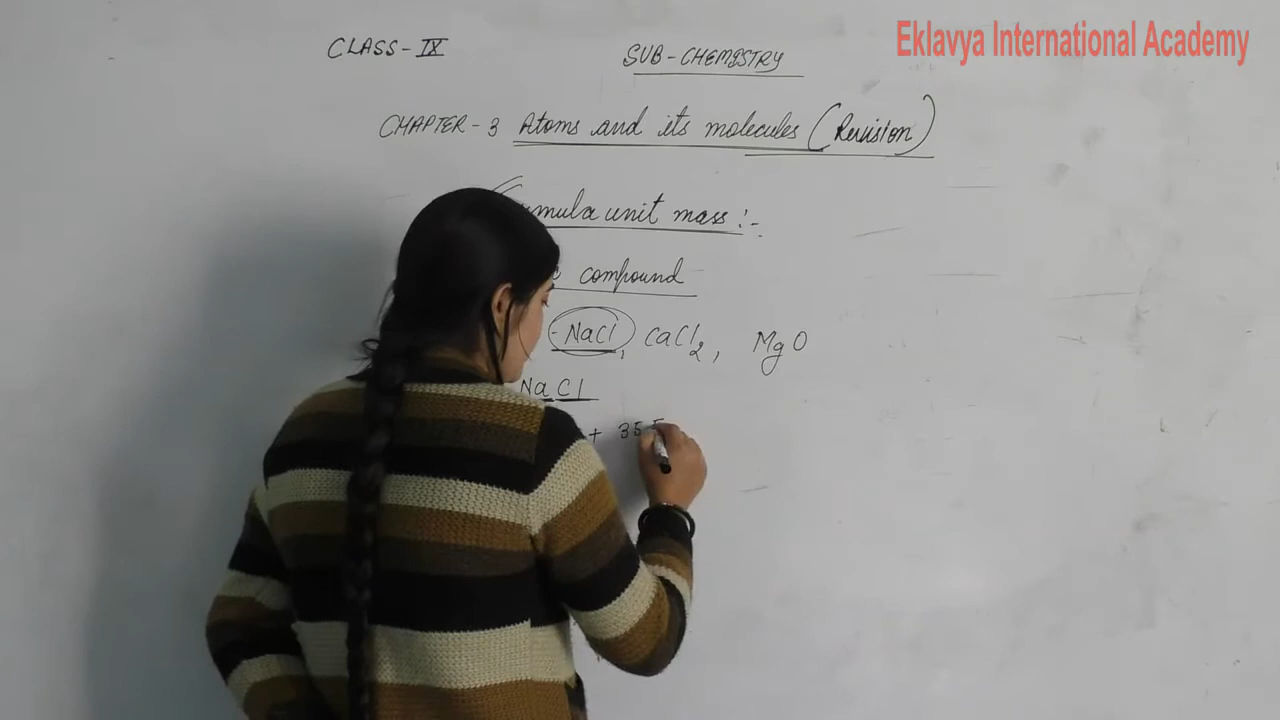 Eklavya International Academy
CLASS-IX SUB-CHEMISTRY
CHAPTER-3 Atoms and its molecules (Revision)
unit mass:-
compound
NaCl, CaCl2, MgO
NaCl
+ 35.5